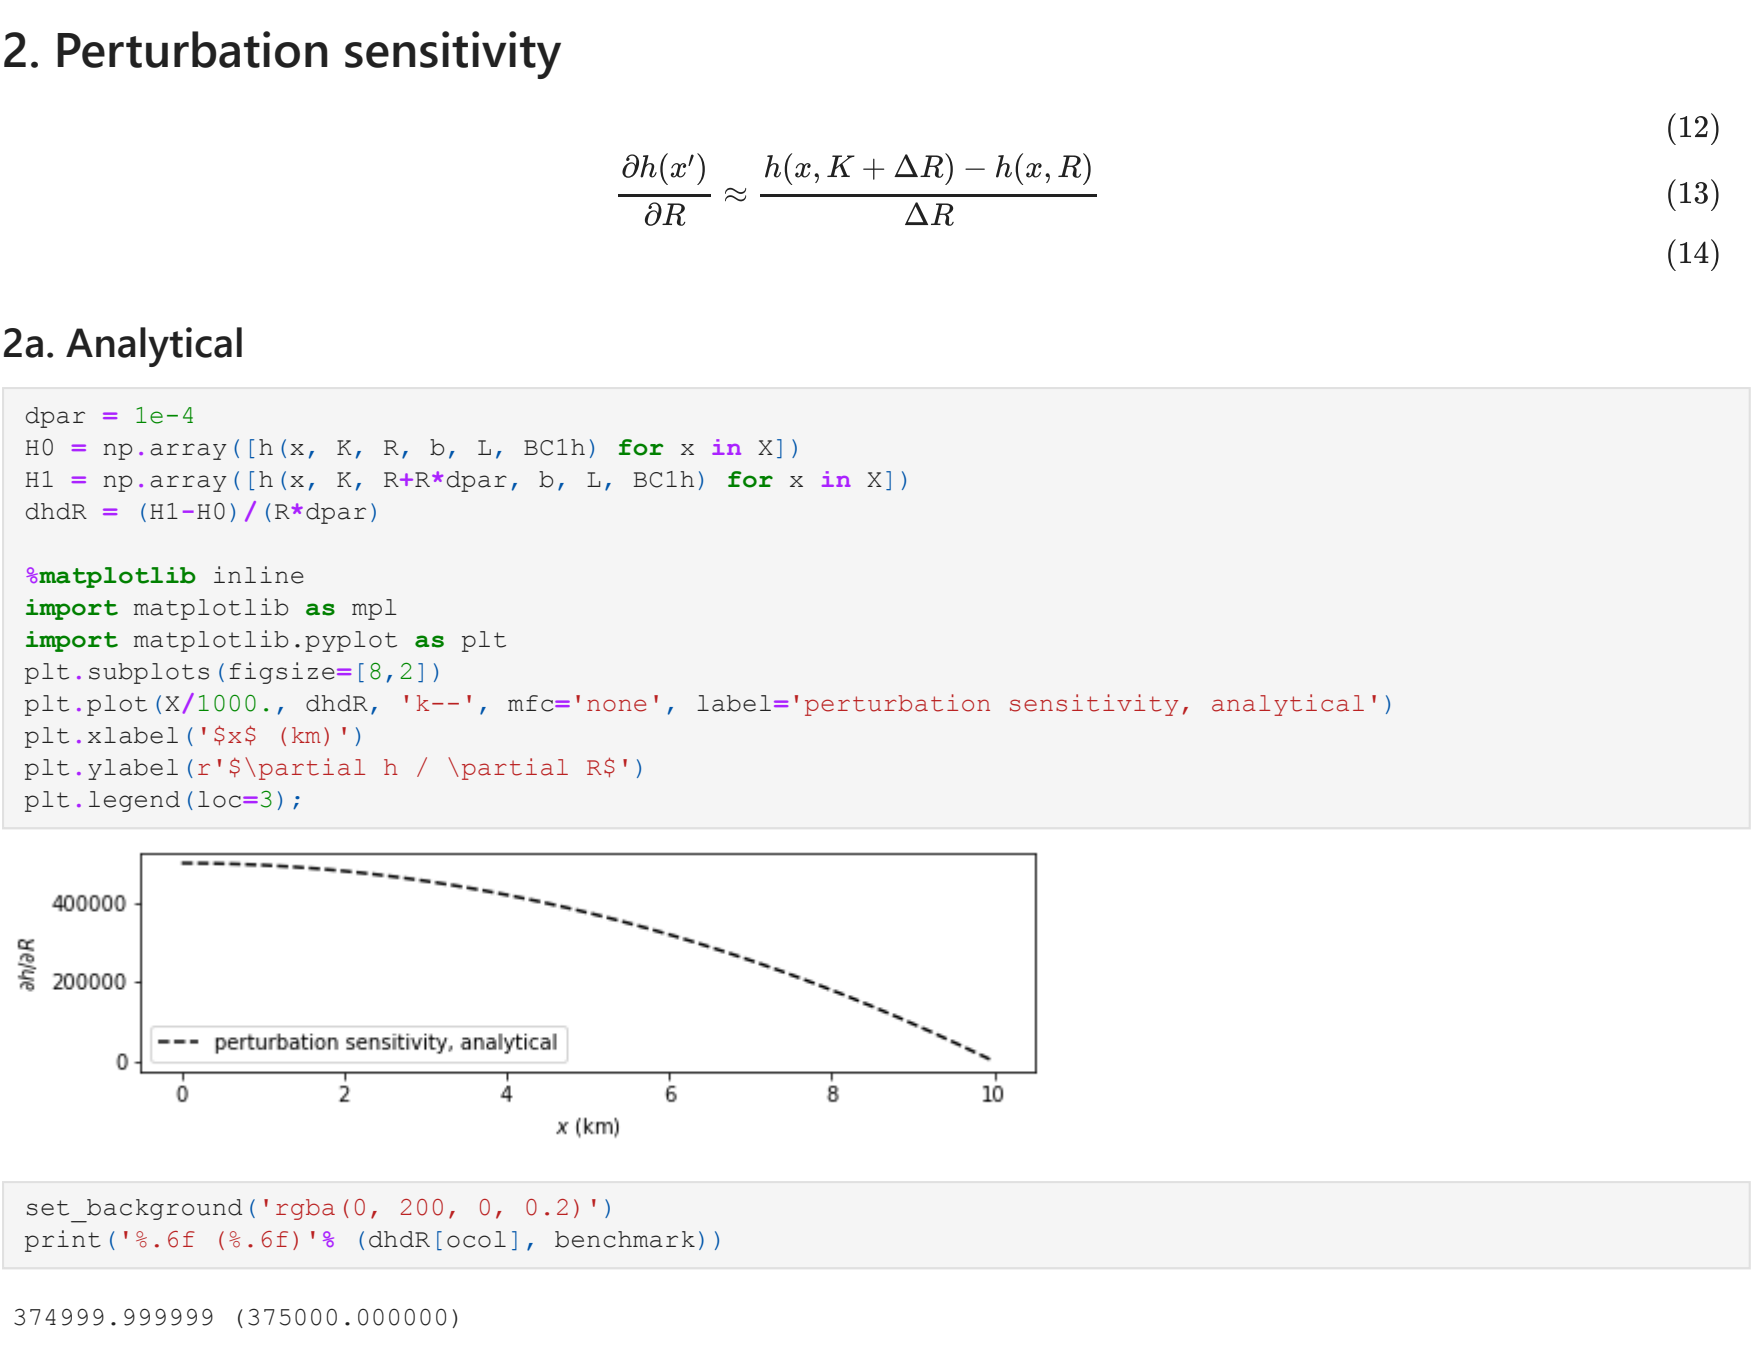 2. Perturbation sensitivity
(12)
∂h(x′)/∂R ≈ (h(x, K + ΔR) − h(x, R))/ΔR (13)
(14)
2a. Analytical
dpar = 1e-4
H0 = np.array([h(x, K, R, b, L, BC1h) for x in X])
H1 = np.array([h(x, K, R+R*dpar, b, L, BC1h) for x in X])
dhdR = (H1-H0)/(R*dpar)
%matplotlib inline
import matplotlib as mpl
import matplotlib.pyplot as plt
plt.subplots(figsize=[8,2])
plt.plot(X/1000., dhdR, 'k--', mfc='none', label='perturbation sensitivity, analytical')
plt.xlabel('$x$ (km)')
plt.ylabel(r'$\partial h / \partial R$')
plt.legend(loc=3);
400000
200000
0
∂h/∂R
perturbation sensitivity, analytical
0 2 4 6 8 10
x (km)
set_background('rgba(0, 200, 0, 0.2)')
print('%.6f (%.6f)'% (dhdR[ocol], benchmark))
374999.999999 (375000.000000)